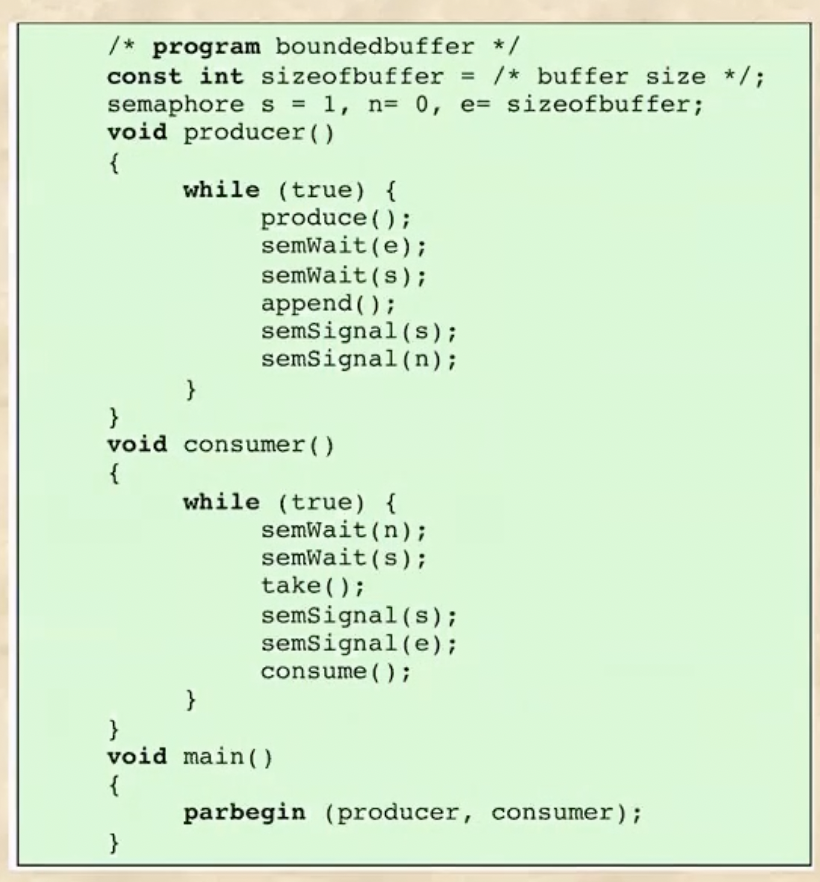 /* program boundedbuffer */
const int sizeofbuffer = /* buffer size */;
semaphore s = 1, n= 0, e= sizeofbuffer;
void producer()
{
while (true) {
produce();
semWait(e);
semWait(s);
append();
semSignal(s);
semSignal(n);
}
}
void consumer()
{
while (true) {
semWait(n);
semWait(s);
take();
semSignal(s);
semSignal(e);
consume();
}
}
void main()
{
parbegin (producer, consumer);
}